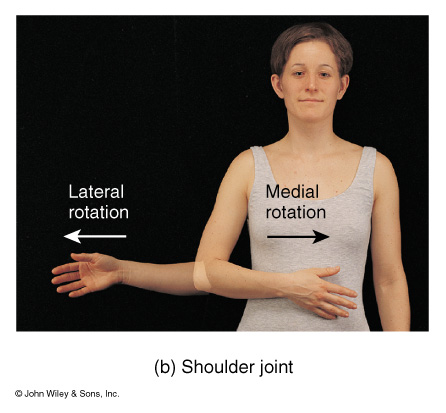 Lateral
rotation
Medial
rotation
(b) Shoulder joint
© John Wiley & Sons, Inc.